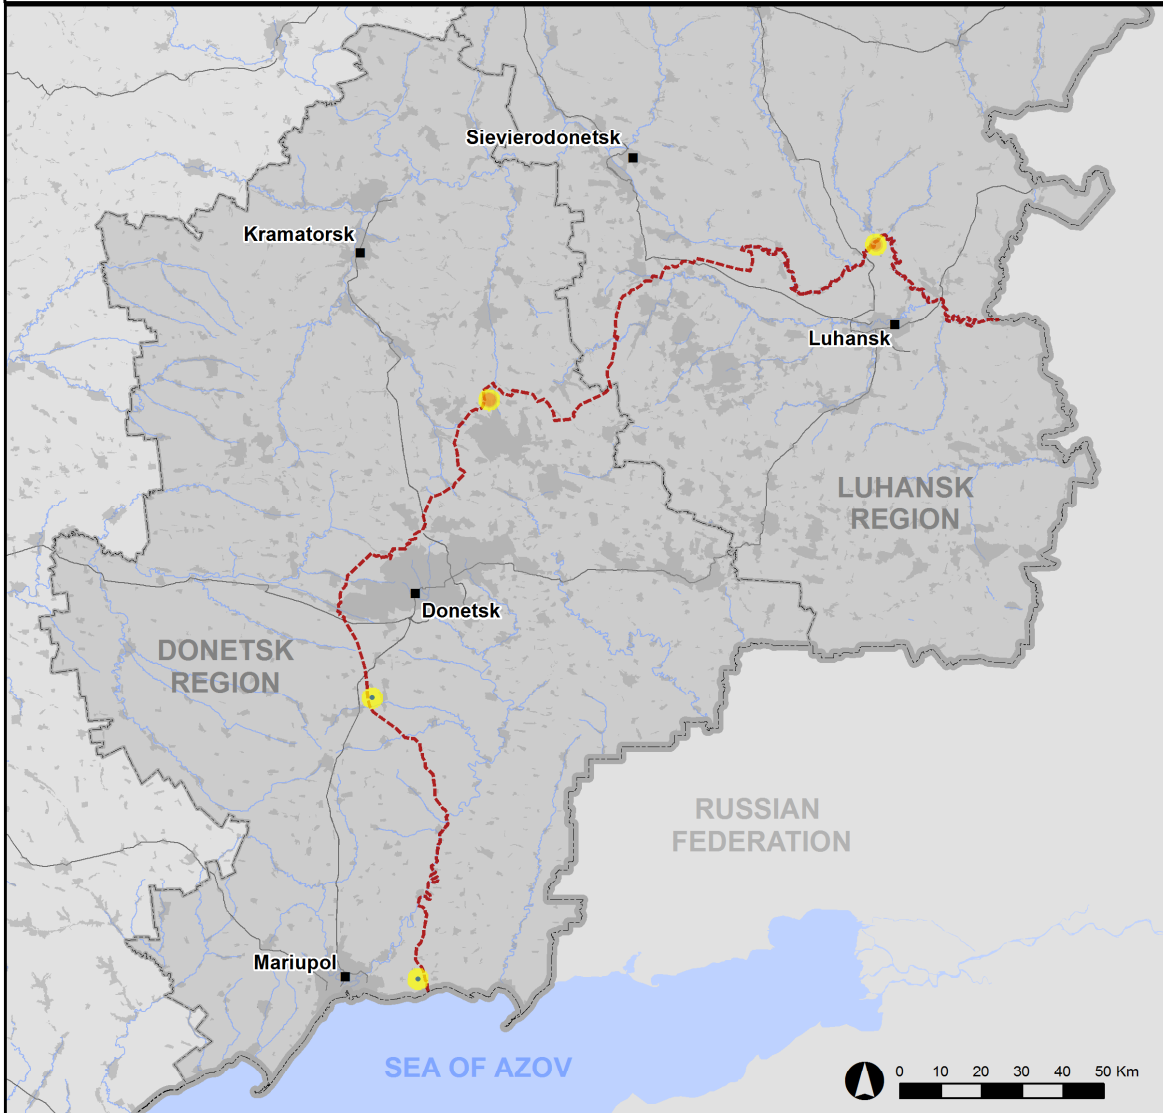 Sievierodonetsk
Kramatorsk
Luhansk
LUHANSK
REGION
Donetsk
DONETSK
REGION
RUSSIAN
FEDERATION
Mariupol
SEA OF AZOV
0 10 20 30 40 50 Km